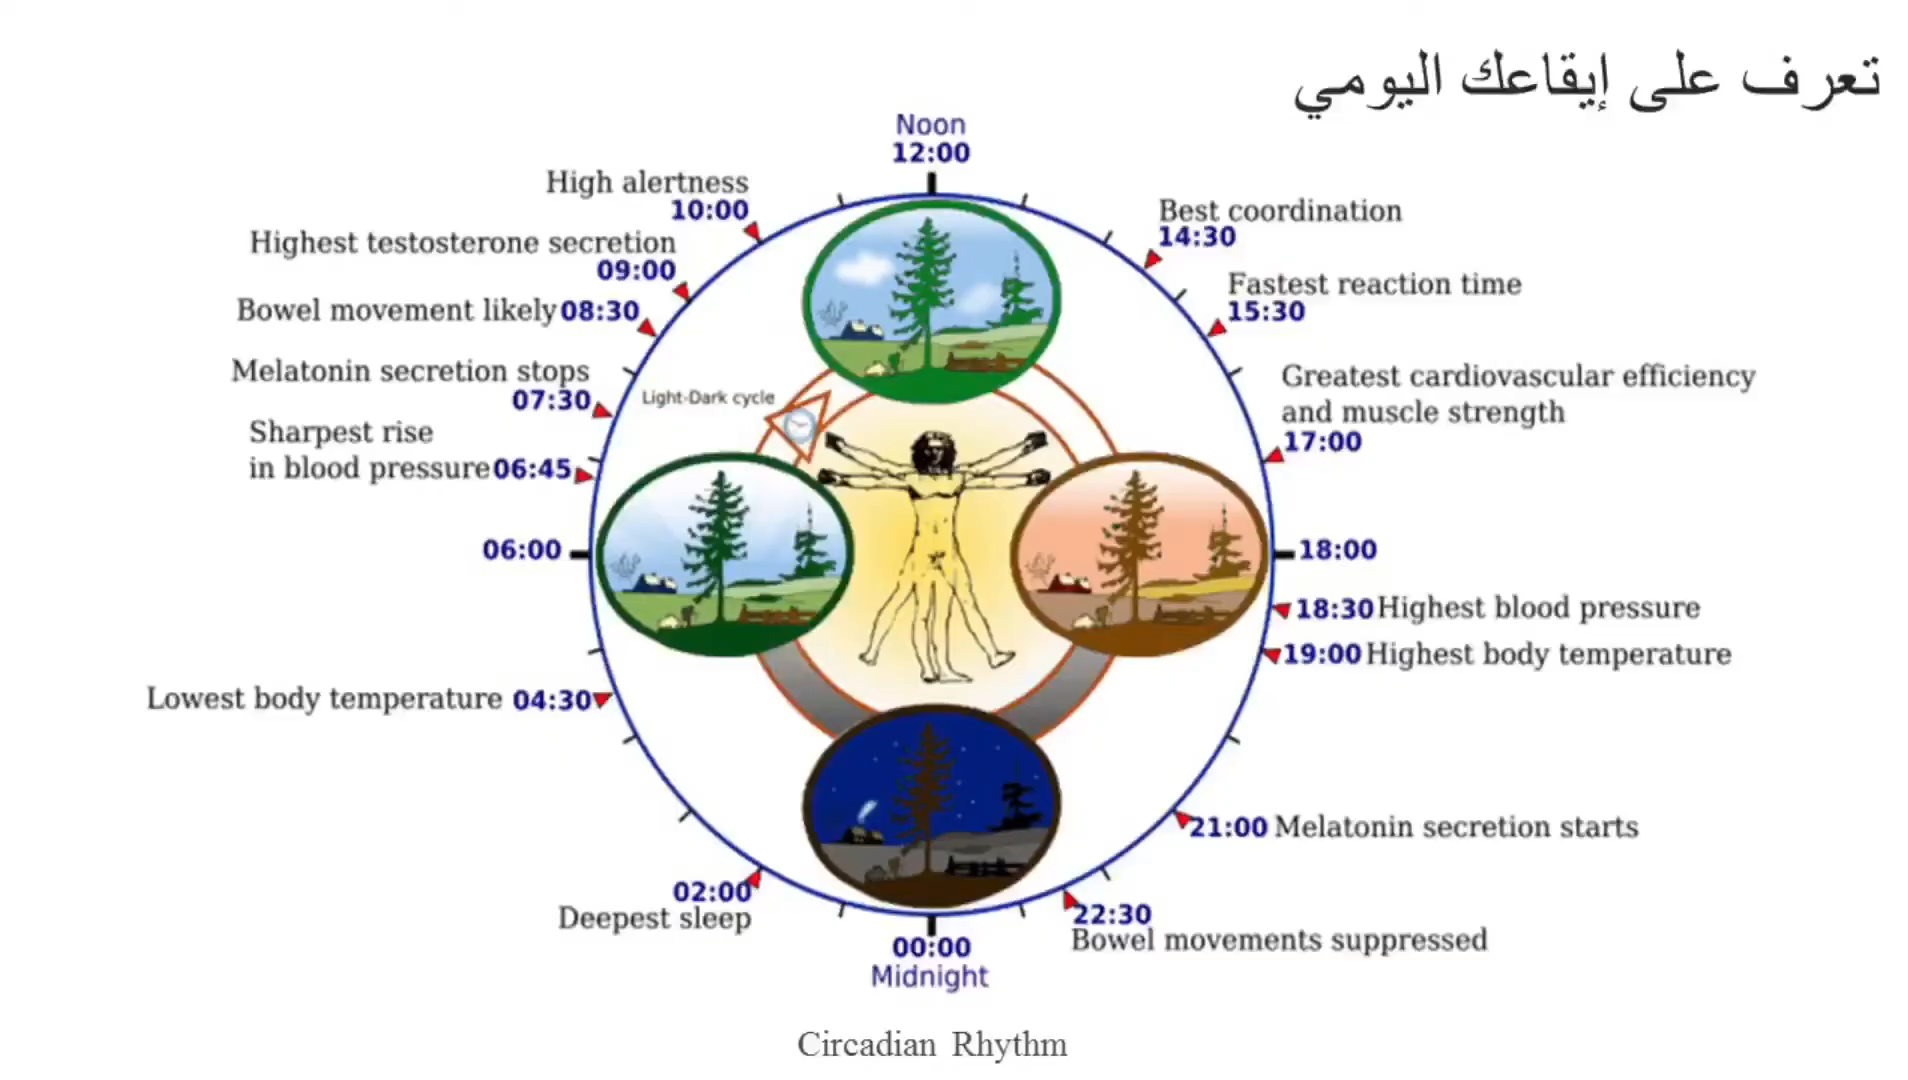 تعرف على إيقاعك اليومي
Noon
12:00
High alertness
10:00
Highest testosterone secretion
09:00
Bowel movement likely 08:30
Melatonin secretion stops
07:30
Sharpest rise
in blood pressure 06:45
06:00
Lowest body temperature 04:30
02:00
Deepest sleep
00:00
Midnight
Light-Dark cycle
Best coordination
14:30
Fastest reaction time
15:30
Greatest cardiovascular efficiency
and muscle strength
17:00
18:00
18:30 Highest blood pressure
19:00 Highest body temperature
21:00 Melatonin secretion starts
22:30
Bowel movements suppressed
Circadian Rhythm